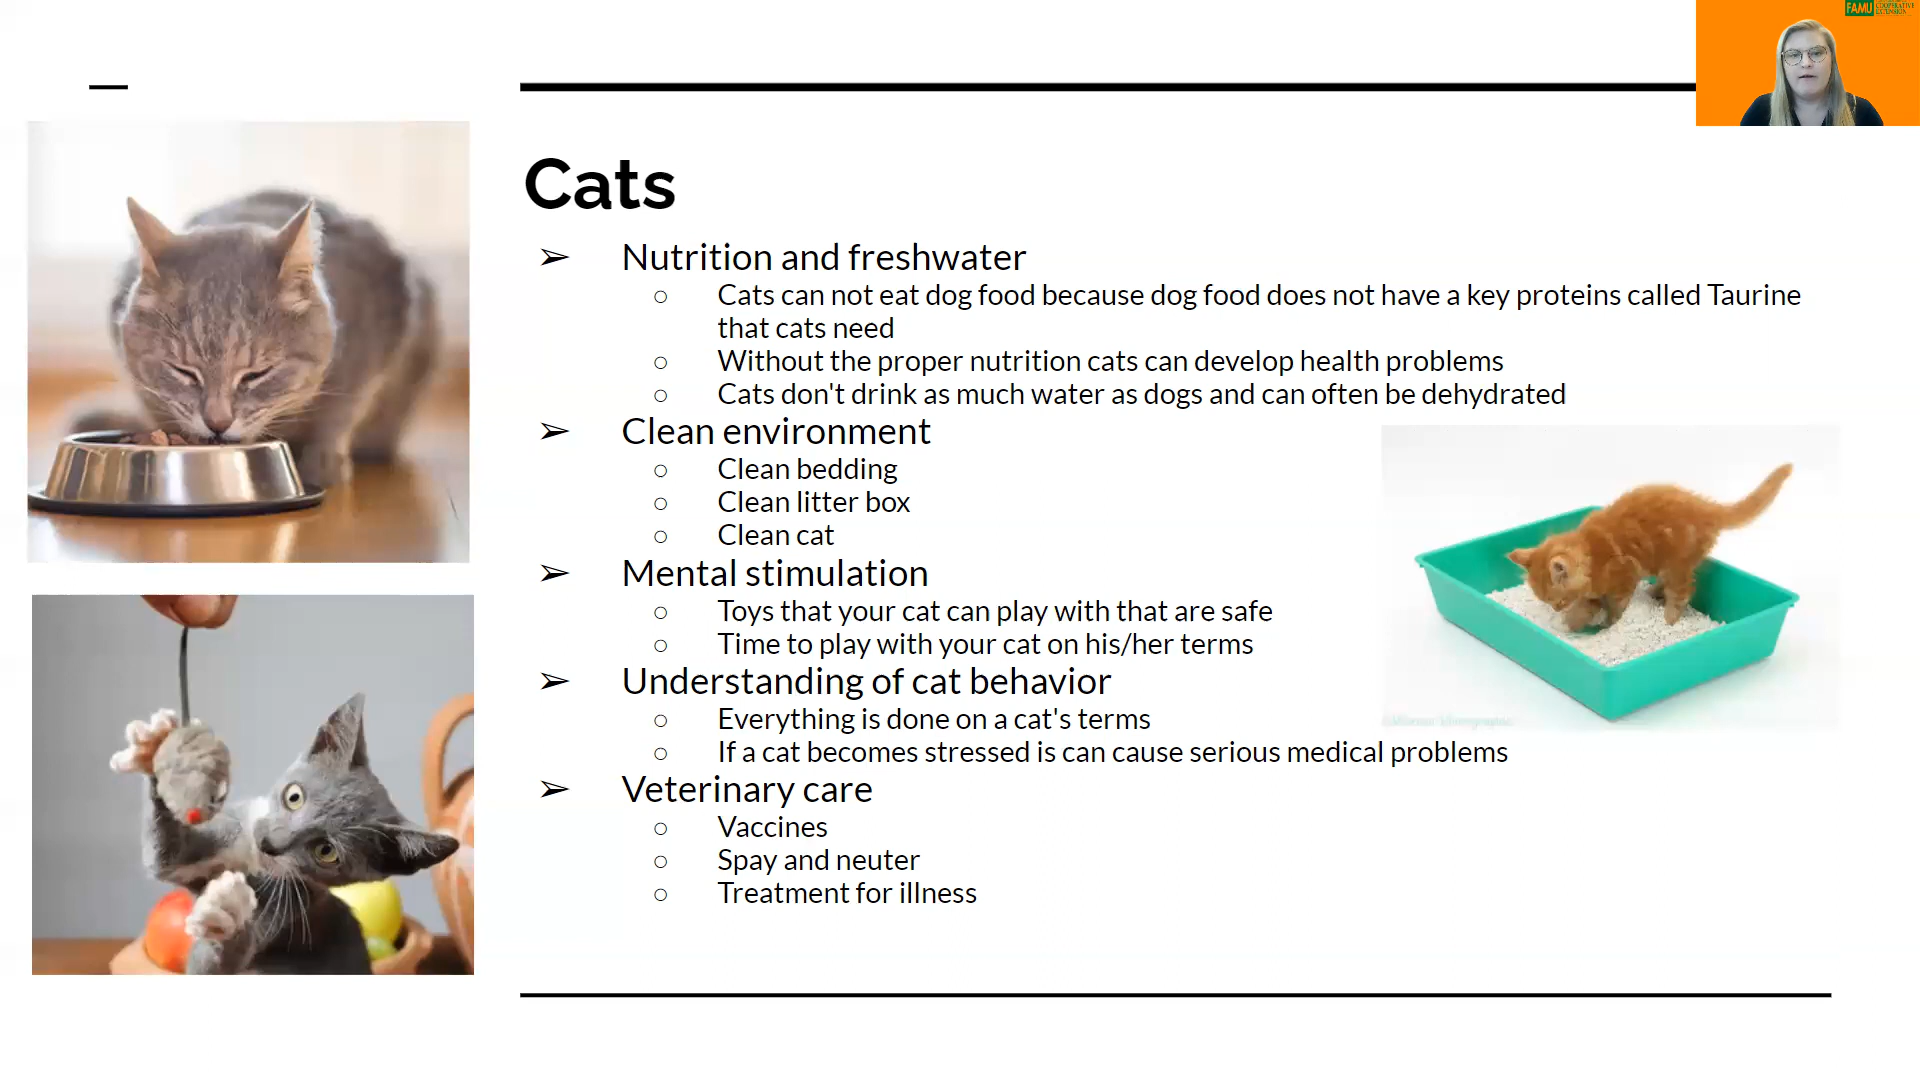 FAMU COOPERATIVE
EXTENSION
Cats
➢ Nutrition and freshwater
○ Cats can not eat dog food because dog food does not have a key proteins called Taurine
that cats need
○ Without the proper nutrition cats can develop health problems
○ Cats don't drink as much water as dogs and can often be dehydrated
➢ Clean environment
○ Clean bedding
○ Clean litter box
○ Clean cat
➢ Mental stimulation
○ Toys that your cat can play with that are safe
○ Time to play with your cat on his/her terms
➢ Understanding of cat behavior
○ Everything is done on a cat's terms
○ If a cat becomes stressed is can cause serious medical problems
➢ Veterinary care
○ Vaccines
○ Spay and neuter
○ Treatment for illness